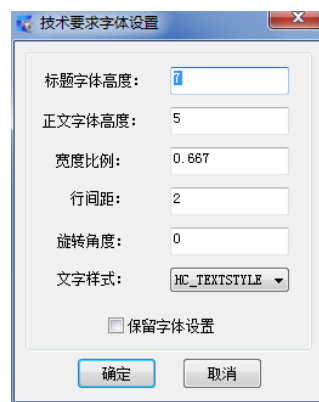 技术要求字体设置
标题字体高度： 7
正文字体高度： 5
宽度比例： 0.667
行间距： 2
旋转角度： 0
文字样式： HC_TEXTSTYLE
保留字体设置
确定 取消